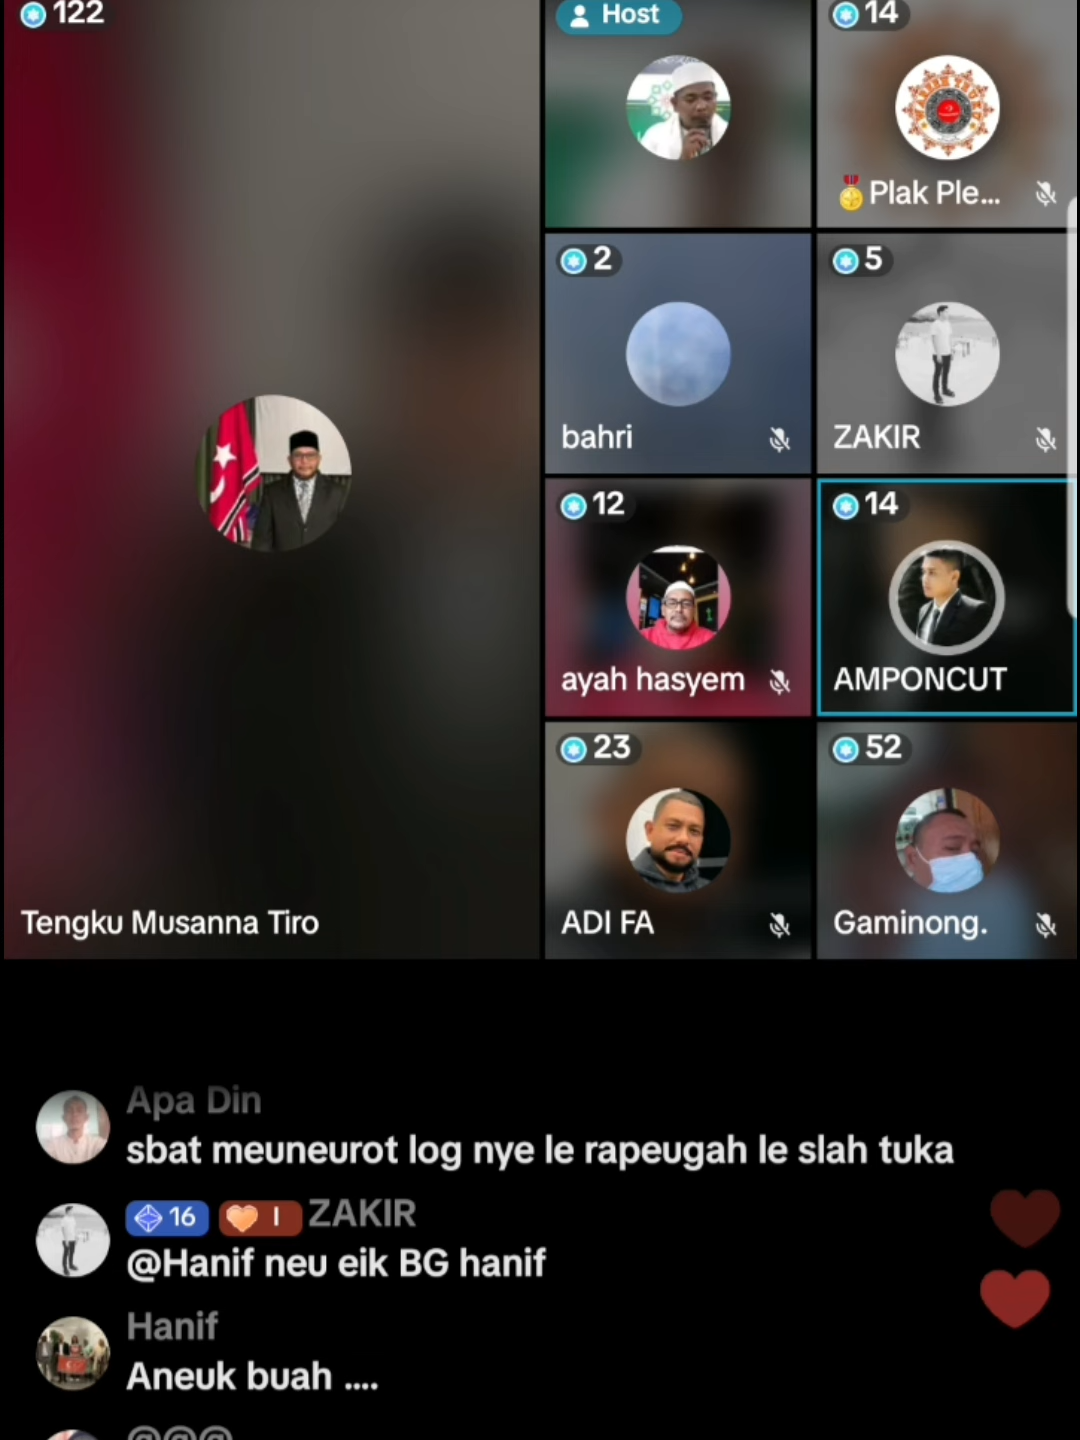 122
Host
14
Plak Ple...
2
bahri
5
ZAKIR
12
ayah hasyem
14
AMPONCUT
23
ADI FA
52
Gaminong.
Tengku Musanna Tiro
Apa Din
sbat meuneurot log nye le rapeugah le slah tuka
16 I ZAKIR
@Hanif neu eik BG hanif
Hanif
Aneuk buah ....
@@@